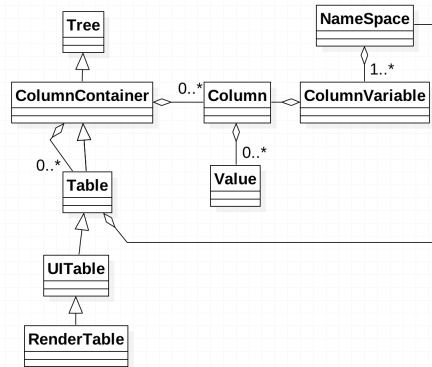 NameSpace
Tree
0..*
1..*
ColumnContainer
Column
ColumnVariable
0..*
0..*
Table
Value
UITable
RenderTable